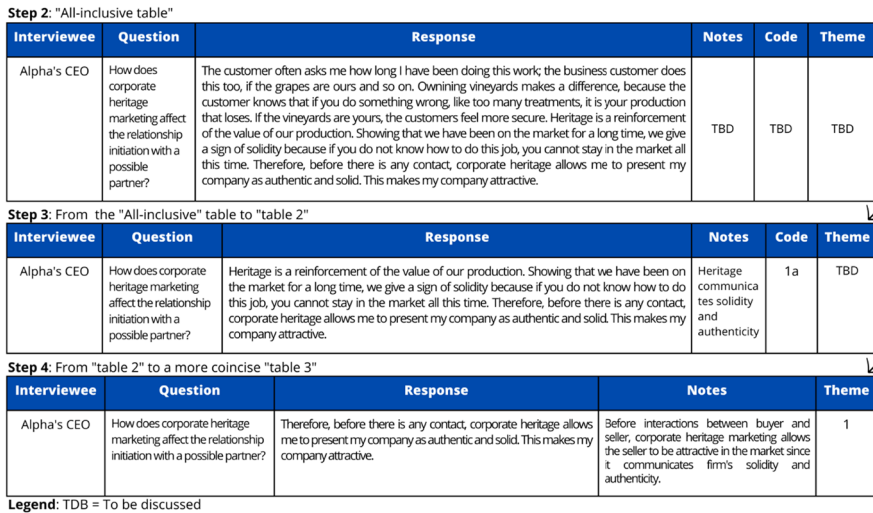 Step 2: "All-inclusive table"
Interviewee Question Response Notes Code Theme
Alpha's CEO
How does
corporate
heritage
marketing affect
the relationship
initiation with a
possible
partner?
The customer often asks me how long I have been doing this work; the business customer does
this too, if the grapes are ours and so on. Ownining vineyards makes a difference, because the
customer knows that if you do something wrong, like too many treatments, it is your production
that loses. If the vineyards are yours, the customers feel more secure. Heritage is a reinforcement
of the value of our production. Showing that we have been on the market for a long time, we give
a sign of solidity because if you do not know how to do this job, you cannot stay in the market all
this time. Therefore, before there is any contact, corporate heritage allows me to present my
company as authentic and solid. This makes my company attractive.
TBD TBD TBD
Step 3: From the "All-inclusive" table to "table 2"
Interviewee Question Response Notes Code Theme
Alpha's CEO
How does corporate
heritage marketing
affect the relationship
initiation with a
possible partner?
Heritage is a reinforcement of the value of our production. Showing that we have been on
the market for a long time, we give a sign of solidity because if you do not know how to do
this job, you cannot stay in the market all this time. Therefore, before there is any contact,
corporate heritage allows me to present my company as authentic and solid. This makes my
company attractive.
Heritage
communica
tes solidity
and
authenticity
1a
TBD
Step 4: From "table 2" to a more coincise "table 3"
Interviewee Question Response Notes Theme
Alpha's CEO
How does corporate heritage
marketing affect the relationship
initiation with a possible partner?
Therefore, before there is any contact, corporate heritage allows
me to present my company as authentic and solid. This makes my
company attractive.
Before interactions between buyer and
seller, corporate heritage marketing allows
the seller to be attractive in the market since
it communicates firm's solidity and
authenticity.
1
Legend: TDB = To be discussed